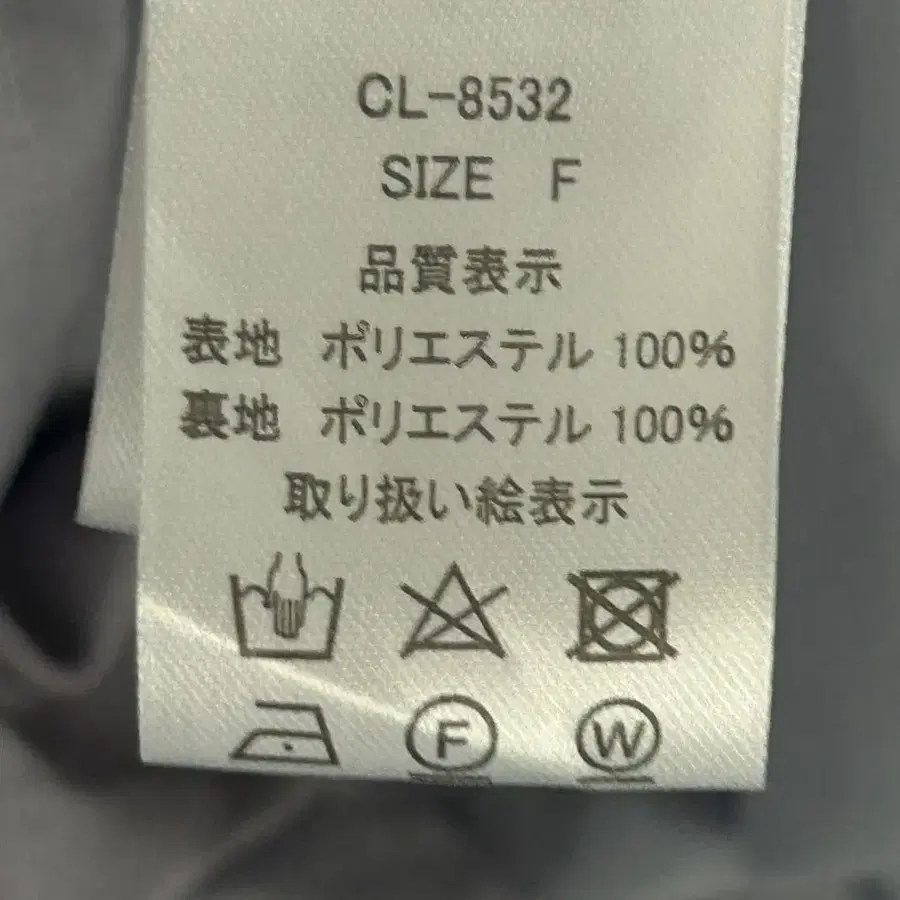 CL-8532
SIZE F
品質表示
表地 ポリエステル 100%
裏地 ポリエステル 100%
取り扱い絵表示
F W